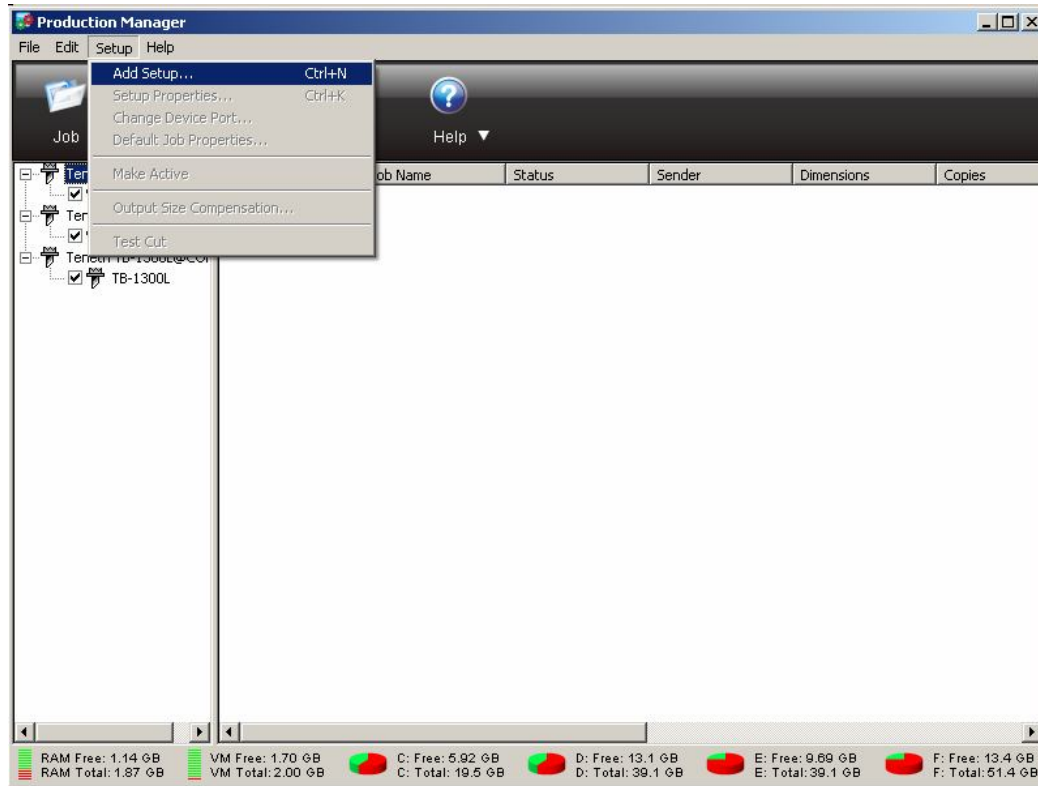 Production Manager
File Edit Setup Help
Add Setup... Ctrl+N
Setup Properties... Ctrl+K
Change Device Port...
Default Job Properties...
Make Active
Output Size Compensation...
Test Cut
Job Help
ob Name Status Sender Dimensions Copies
Ter
Ter
TB-1300L
RAM Free: 1.14 GB VM Free: 1.70 GB C: Free: 5.92 GB D: Free: 13.1 GB E: Free: 9.69 GB F: Free: 13.4 GB
RAM Total: 1.87 GB VM Total: 2.00 GB C: Total: 19.5 GB D: Total: 39.1 GB E: Total: 39.1 GB F: Total: 51.4 GB